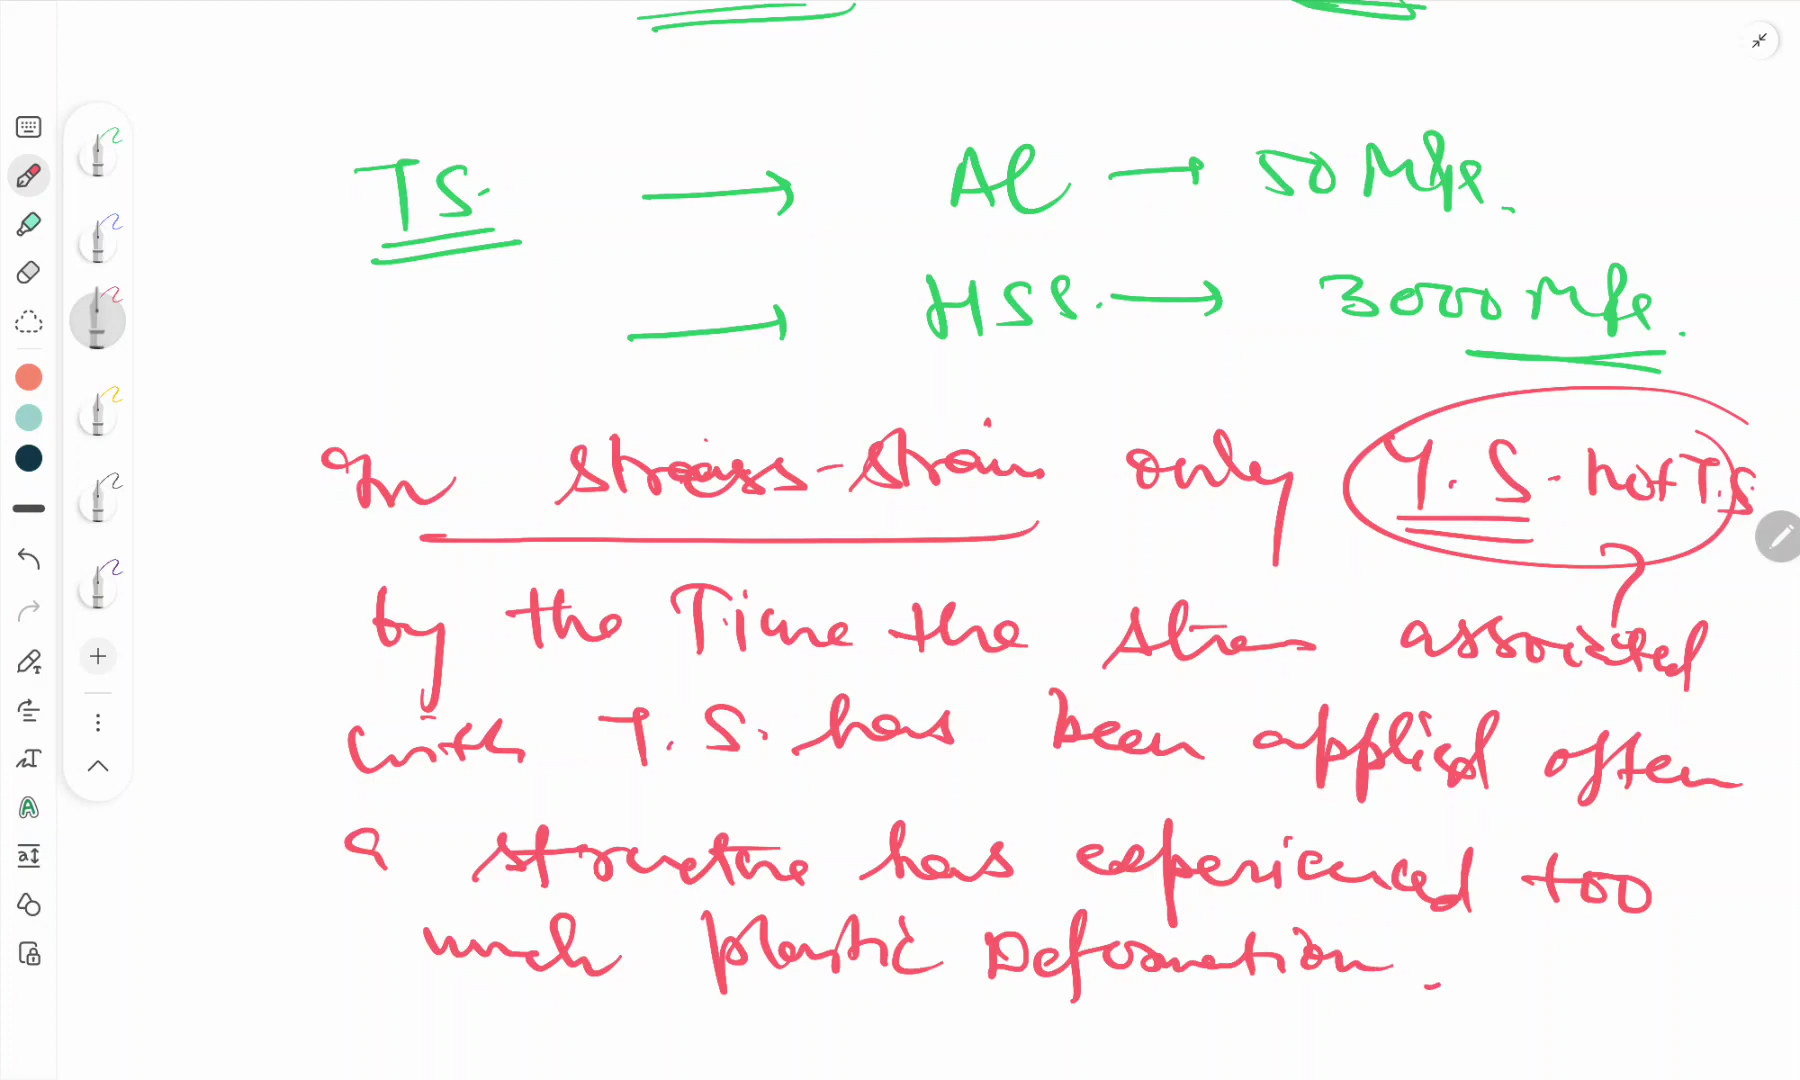 TS. → Al → 50 MPa.
→ HSS. → 3000 MPa.
In stress-strain only Y.S. not T.S
?
by the Time the stress associated
with T.S. has been applied often
a structure has experienced too
much plastic Deformation.